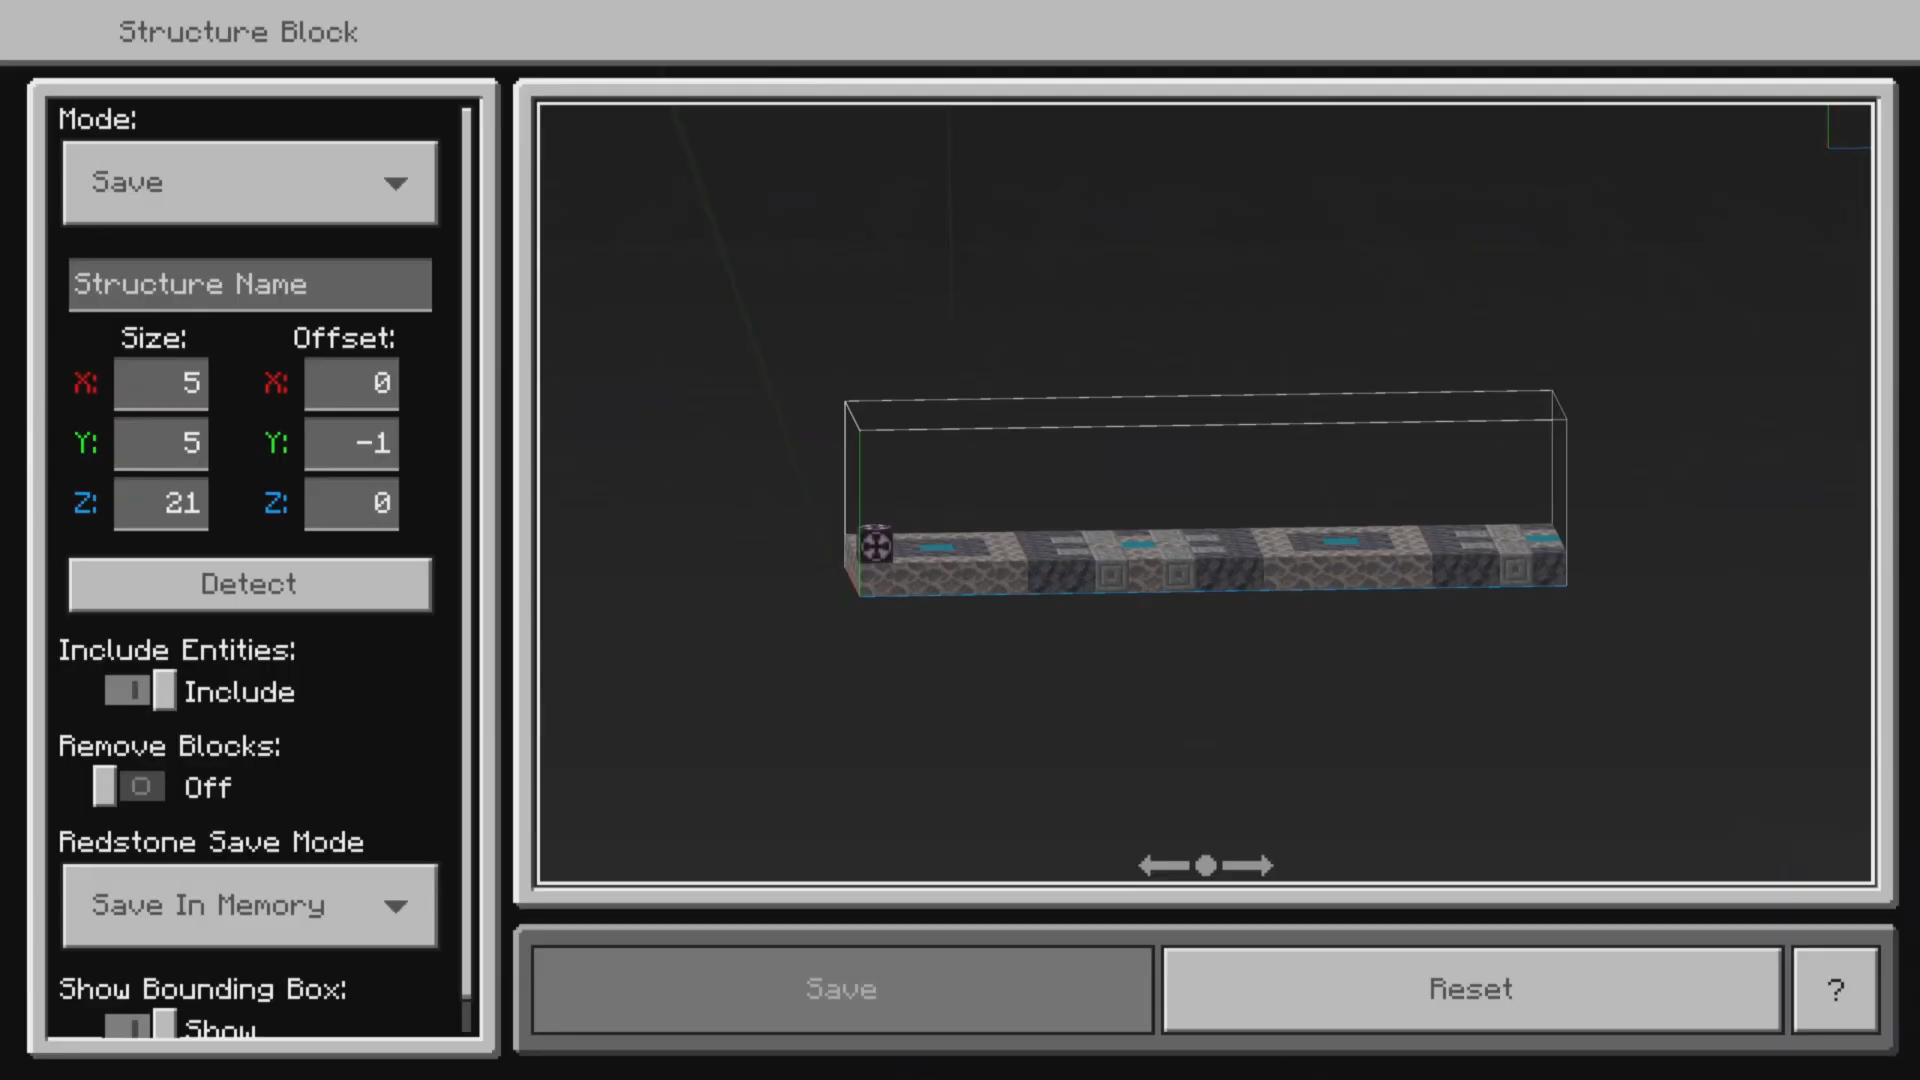 Structure Block
Mode:
Save
Structure Name
Size: Offset:
X: 5 X: 0
Y: 5 Y: -1
Z: 21 Z: 0
Detect
Include Entities:
Include
Remove Blocks:
Off
Redstone Save Mode
Save In Memory
Show Bounding Box:
Show
Save Reset ?